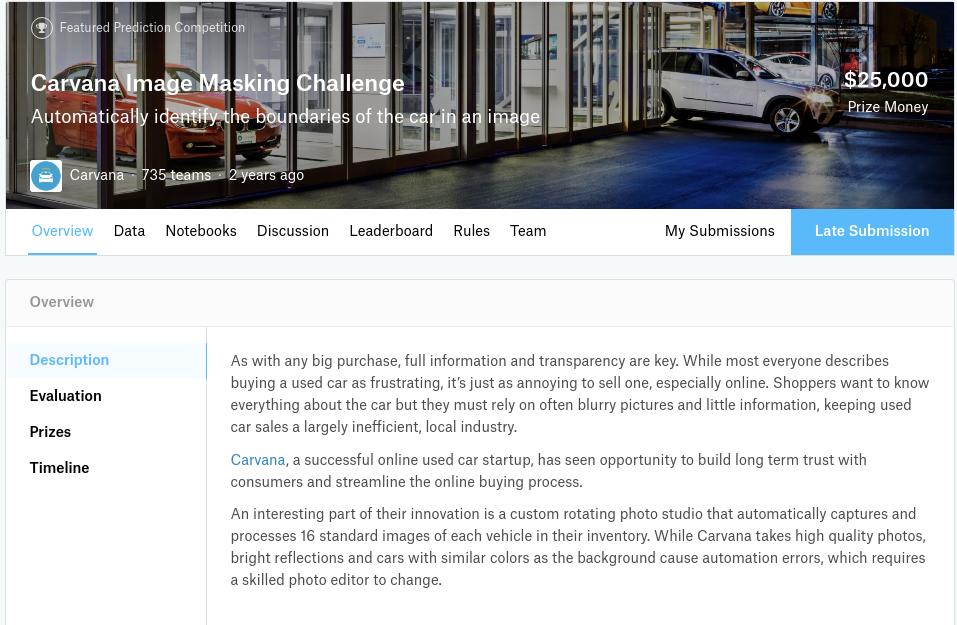 Featured Prediction Competition
Carvana Image Masking Challenge
$25,000
Automatically identify the boundaries of the car in an image
Prize Money
Carvana · 735 teams · 2 years ago
Overview Data Notebooks Discussion Leaderboard Rules Team My Submissions Late Submission
Overview
Description
Evaluation
Prizes
Timeline
As with any big purchase, full information and transparency are key. While most everyone describes
buying a used car as frustrating, it's just as annoying to sell one, especially online. Shoppers want to know
everything about the car but they must rely on often blurry pictures and little information, keeping used
car sales a largely inefficient, local industry.
Carvana, a successful online used car startup, has seen opportunity to build long term trust with
consumers and streamline the online buying process.
An interesting part of their innovation is a custom rotating photo studio that automatically captures and
processes 16 standard images of each vehicle in their inventory. While Carvana takes high quality photos,
bright reflections and cars with similar colors as the background cause automation errors, which requires
a skilled photo editor to change.